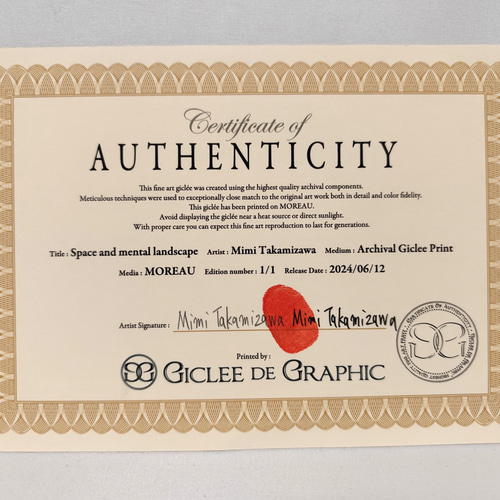 Certificate of
AUTHENTICITY
This fine art giclée was created using the highest quality archival components.
Meticulous techniques were used to exceptionally close match to the original art work both in detail and color fidelity.
This giclée has been printed on MOREAU.
Avoid displaying the giclée near a heat source or direct sunlight.
With proper care you can expect this fine art reproduction to last for generations.
Title : Space and mental landscape Artist : Mimi Takamizawa Medium : Archival Giclee Print
Media : MOREAU Edition number : 1/1 Release Date : 2024/06/12
Artist Signature : Mimi Takamizawa Mimi Takamizawa
Printed by :
GICLEE DE GRAPHIC